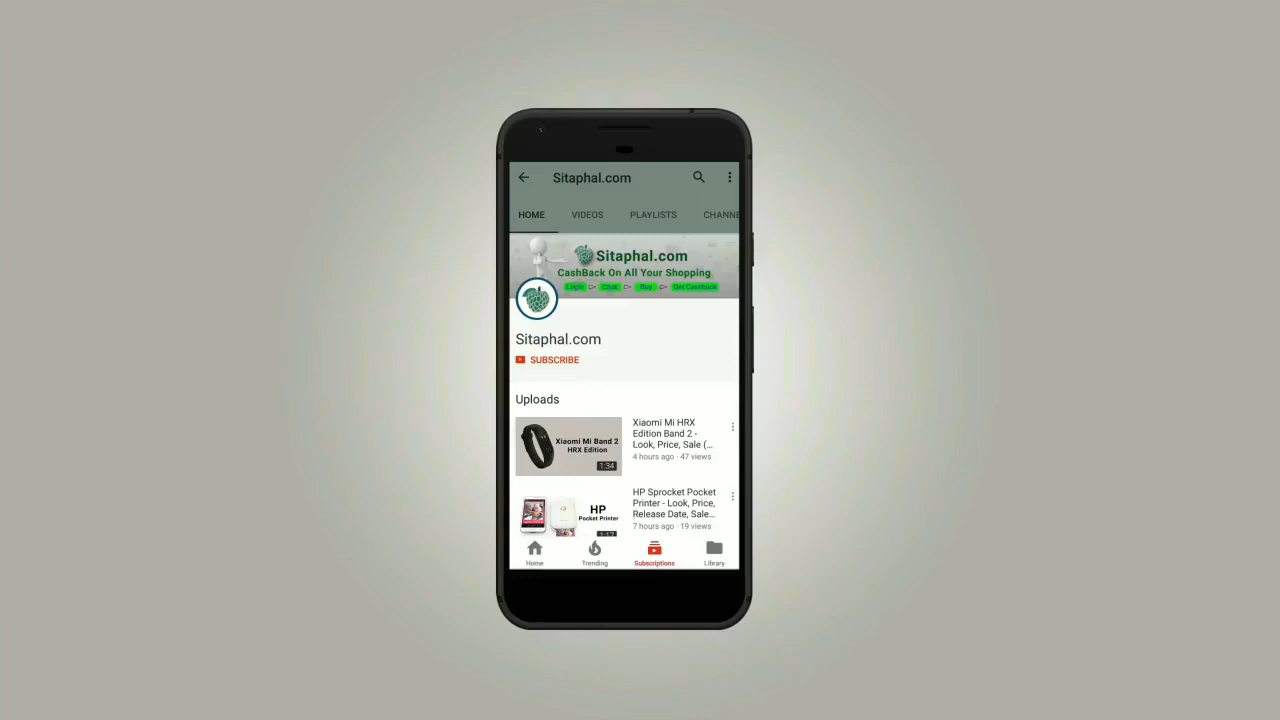 Sitaphal.com
HOME VIDEOS PLAYLISTS CHANNE
Sitaphal.com
CashBack On All Your Shopping
Login Click Buy Get Cashback
Sitaphal.com
SUBSCRIBE
Uploads
Xiaomi Mi Band 2
HRX Edition
1:34
Xiaomi Mi HRX
Edition Band 2 -
Look, Price, Sale (...
4 hours ago · 47 views
HP
Pocket Printer
1:17
HP Sprocket Pocket
Printer - Look, Price,
Release Date, Sale...
7 hours ago · 19 views
Home Trending Subscriptions Library